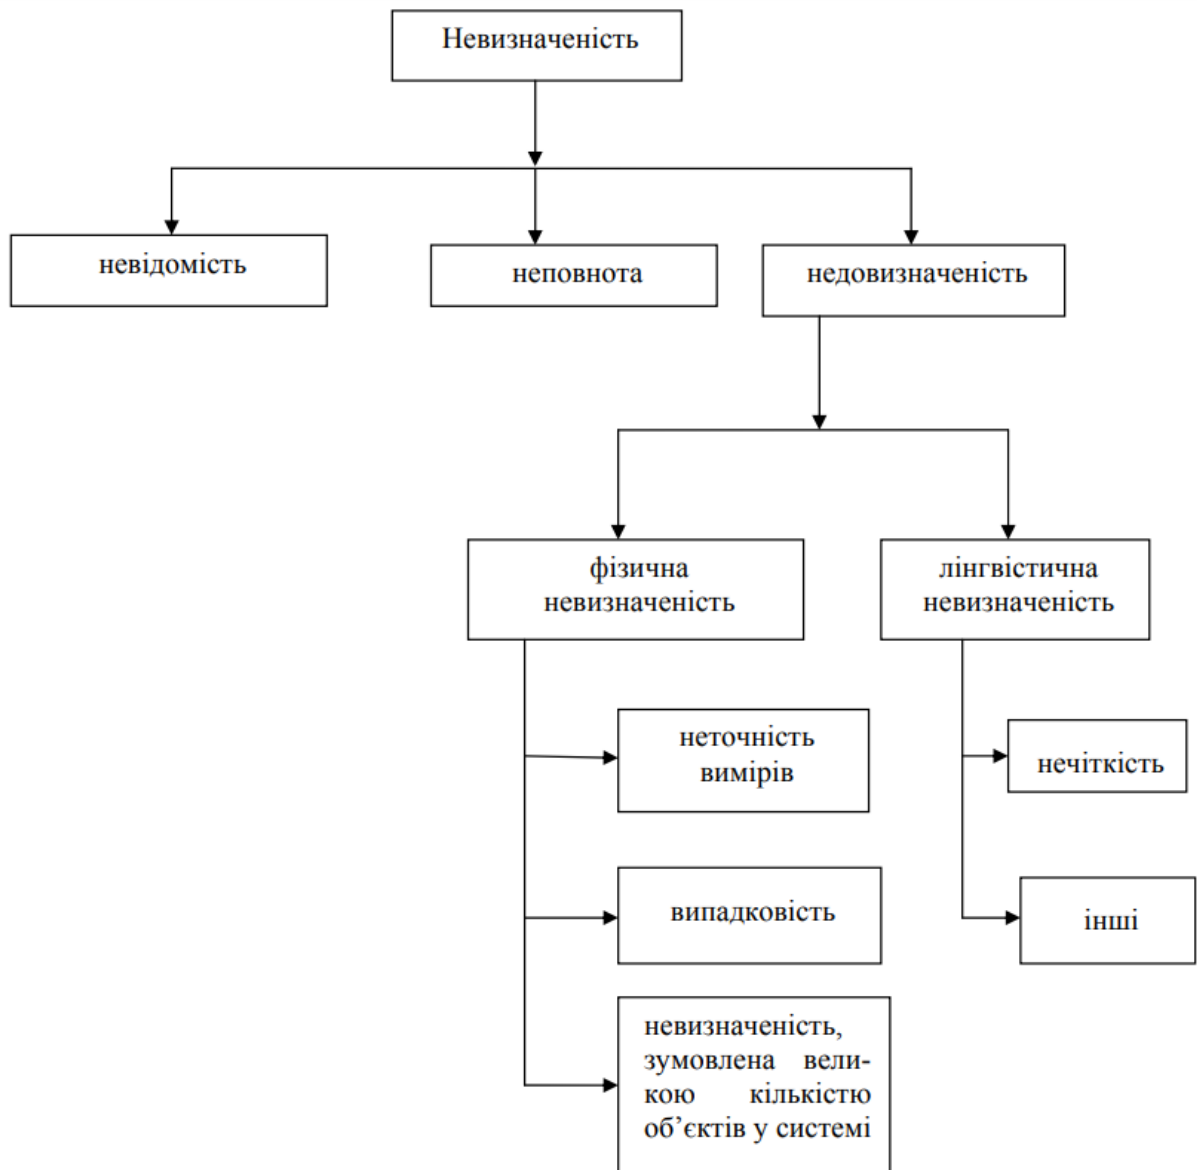 Невизначеність
невідомість
неповнота
недовизначеність
фізична
невизначеність
лінгвістична
невизначеність
неточність
вимірів
нечіткість
випадковість
інші
невизначеність,
зумовлена вели-
кою кількістю
об’єктів у системі